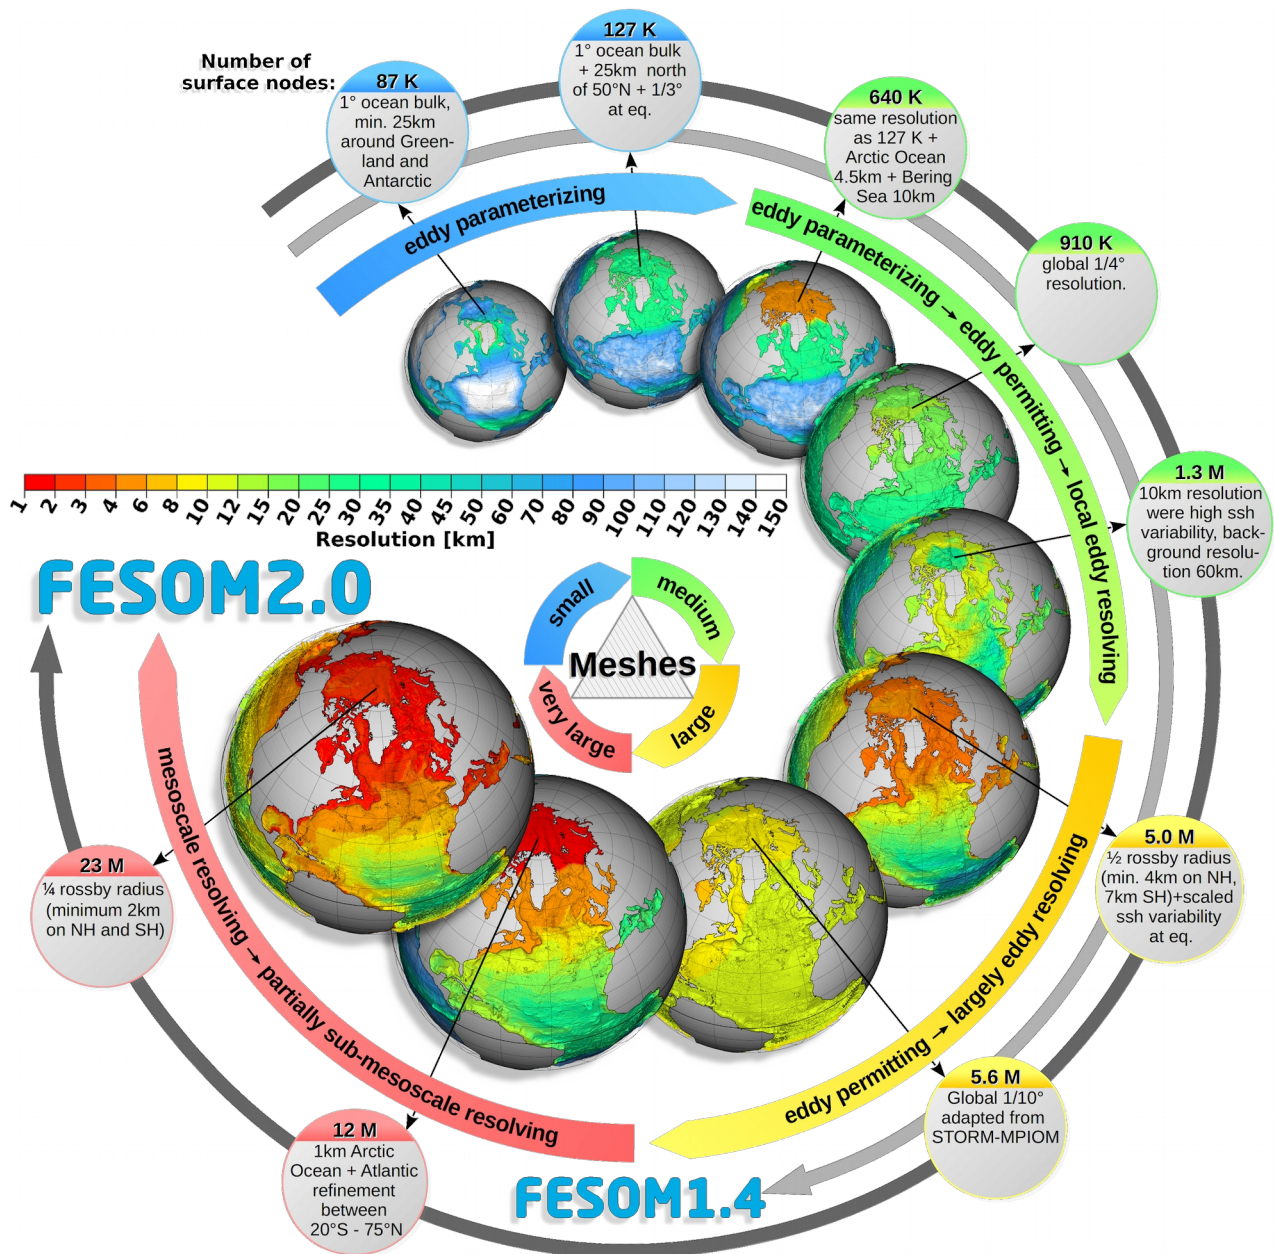 Number of
surface nodes:
87 K
1° ocean bulk,
min. 25km
around Green-
land and
Antarctic
127 K
1° ocean bulk
+ 25km north
of 50°N + 1/3°
at eq.
640 K
same resolution
as 127 K +
Arctic Ocean
4.5km + Bering
Sea 10km
910 K
global 1/4°
resolution.
1.3 M
10km resolution
were high ssh
variability, back-
ground resolu-
tion 60km.
5.0 M
½ rossby radius
(min. 4km on NH,
7km SH)+scaled
ssh variability
at eq.
5.6 M
Global 1/10°
adapted from
STORM-MPIOM
12 M
1km Arctic
Ocean + Atlantic
refinement
between
20°S - 75°N
23 M
¼ rossby radius
(minimum 2km
on NH and SH)
eddy parameterizing
eddy parameterizing → eddy permitting → local eddy resolving
eddy permitting → largely eddy resolving
mesoscale resolving → partially sub-mesoscale resolving
1 2 3 4 6 8 10 12 15 20 25 30 35 40 50 60 70 80 90 100 110 120 130 140 150
Resolution [km]
FESOM2.0
small
medium
Meshes
very large
large
FESOM1.4